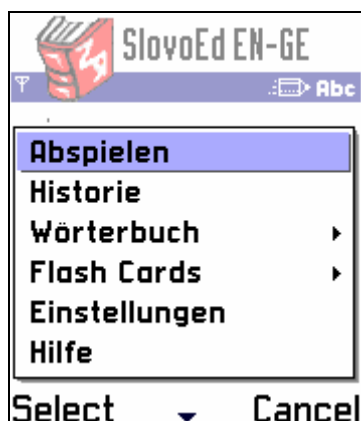 SlovoEd EN-GE
Abc
Abspielen
Historie
Wörterbuch
Flash Cards
Einstellungen
Hilfe
Select Cancel